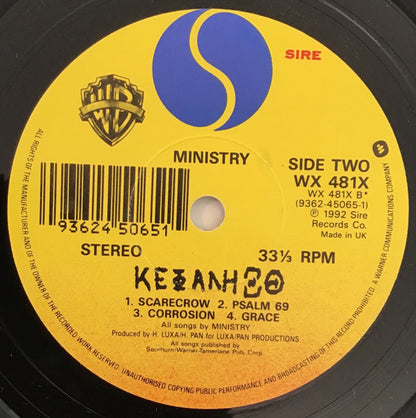 SIRE
WB
MINISTRY
SIDE TWO
WX 481X
WX 481X B*
(9362-45065-1)
℗ 1992 Sire
Records Co.
Made in UK
93624 50651
STEREO
33⅓ RPM
ΚΕΦΑΛΗΞΘ
1. SCARECROW 2. PSALM 69
3. CORROSION 4. GRACE
All songs by MINISTRY
Produced by H. LUXA/H. PAN for LUXA/PAN PRODUCTIONS
All songs published by
Spurburn/Warner-Tamerlane Pub. Corp.
ALL RIGHTS OF THE MANUFACTURER AND OF THE OWNER OF THE RECORDED WORK RESERVED. UNAUTHORISED COPYING PUBLIC PERFORMANCE AND BROADCASTING OF THIS RECORD PROHIBITED. A WARNER COMMUNICATIONS COMPANY